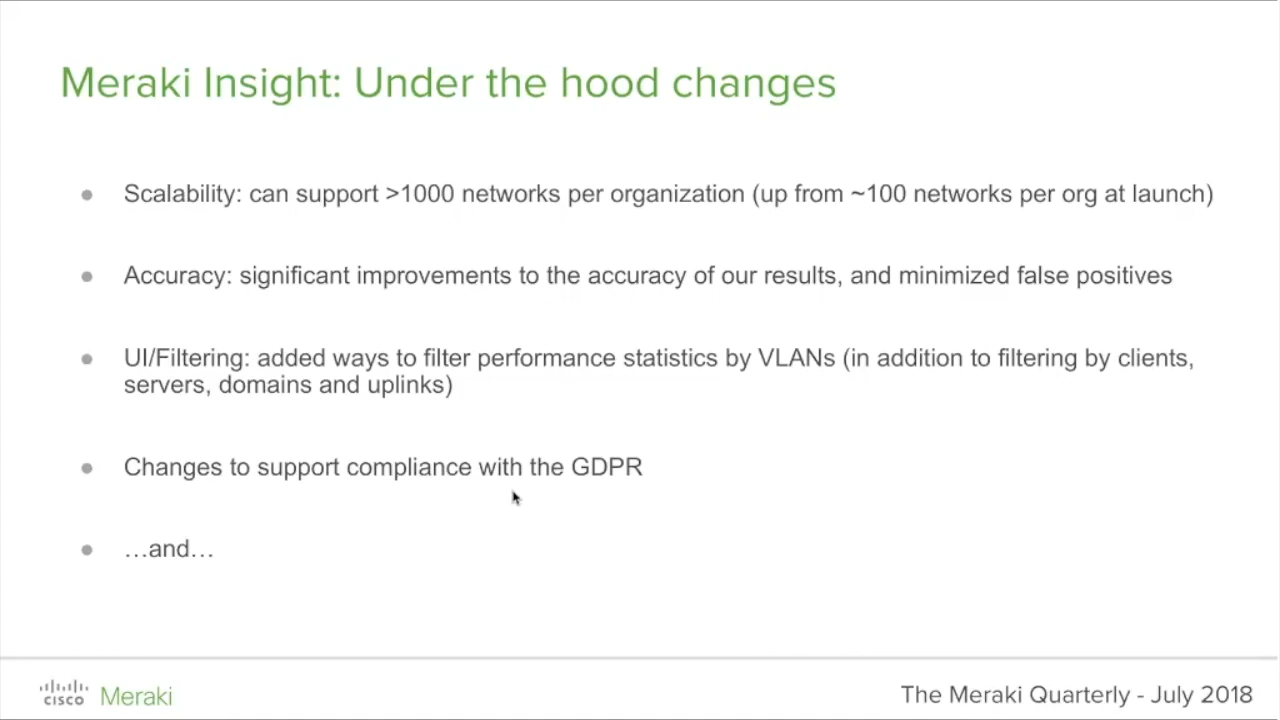 Meraki Insight: Under the hood changes
● Scalability: can support >1000 networks per organization (up from ~100 networks per org at launch)
● Accuracy: significant improvements to the accuracy of our results, and minimized false positives
● UI/Filtering: added ways to filter performance statistics by VLANs (in addition to filtering by clients,
servers, domains and uplinks)
● Changes to support compliance with the GDPR
● …and…
CISCO Meraki
The Meraki Quarterly - July 2018